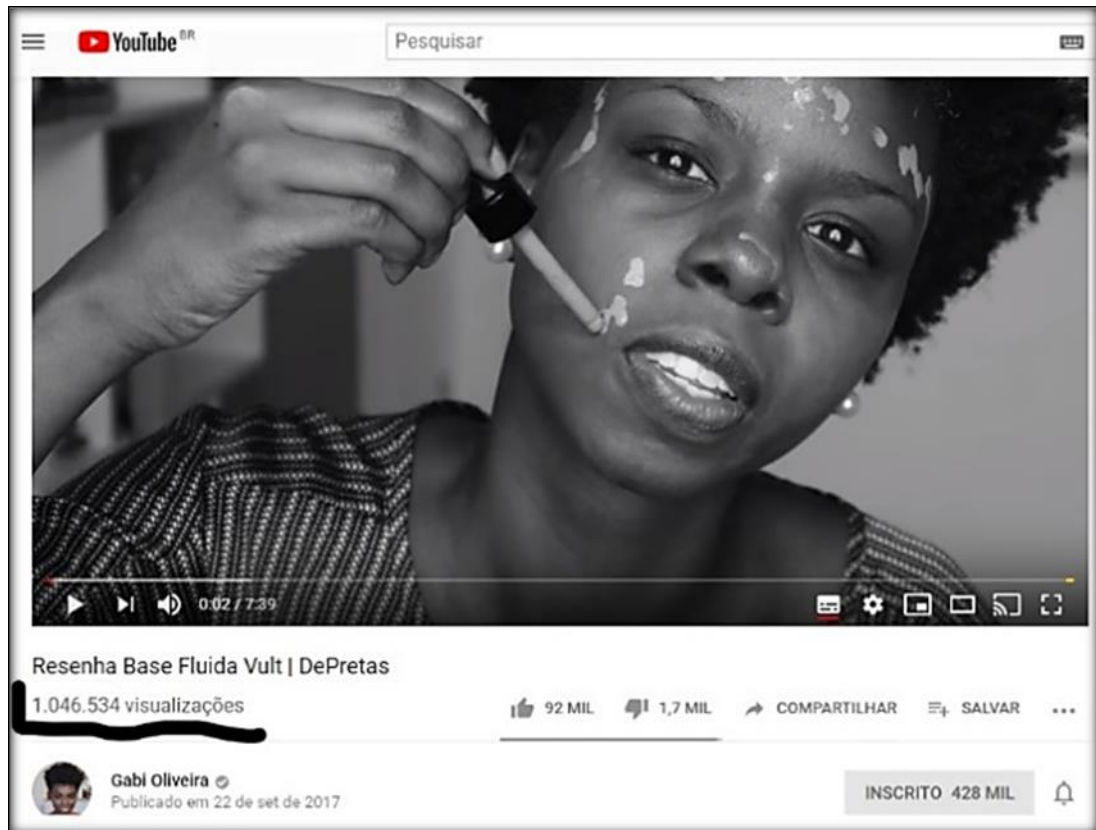 YouTube BR
Pesquisar
0:02 / 7:39
Resenha Base Fluida Vult | DePretas
1.046.534 visualizações
92 MIL 1,7 MIL COMPARTILHAR SALVAR
Gabi Oliveira
Publicado em 22 de set de 2017
INSCRITO 428 MIL